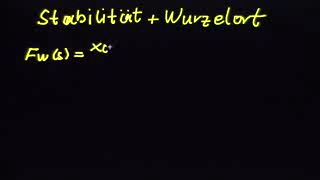 Stabilität + Wurzelort
Fw(s) = x(